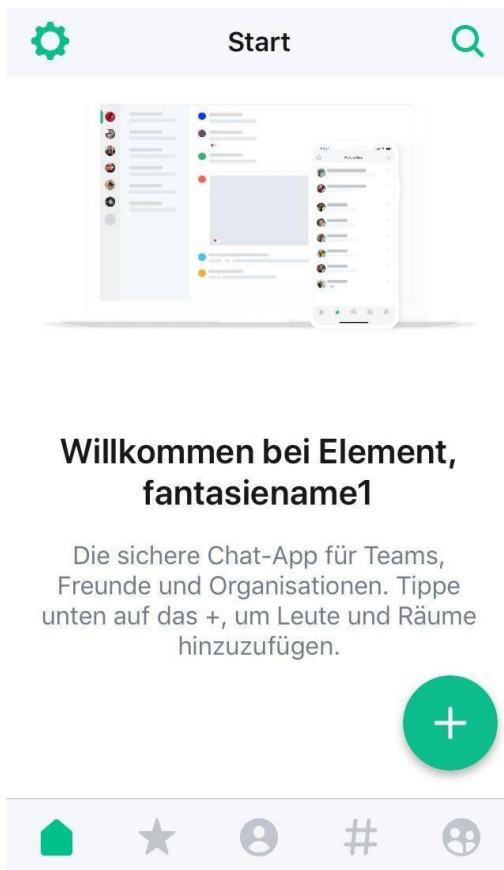 Start
Favourites
Willkommen bei Element,
fantasiename1
Die sichere Chat-App für Teams,
Freunde und Organisationen. Tippe
unten auf das +, um Leute und Räume
hinzuzufügen.